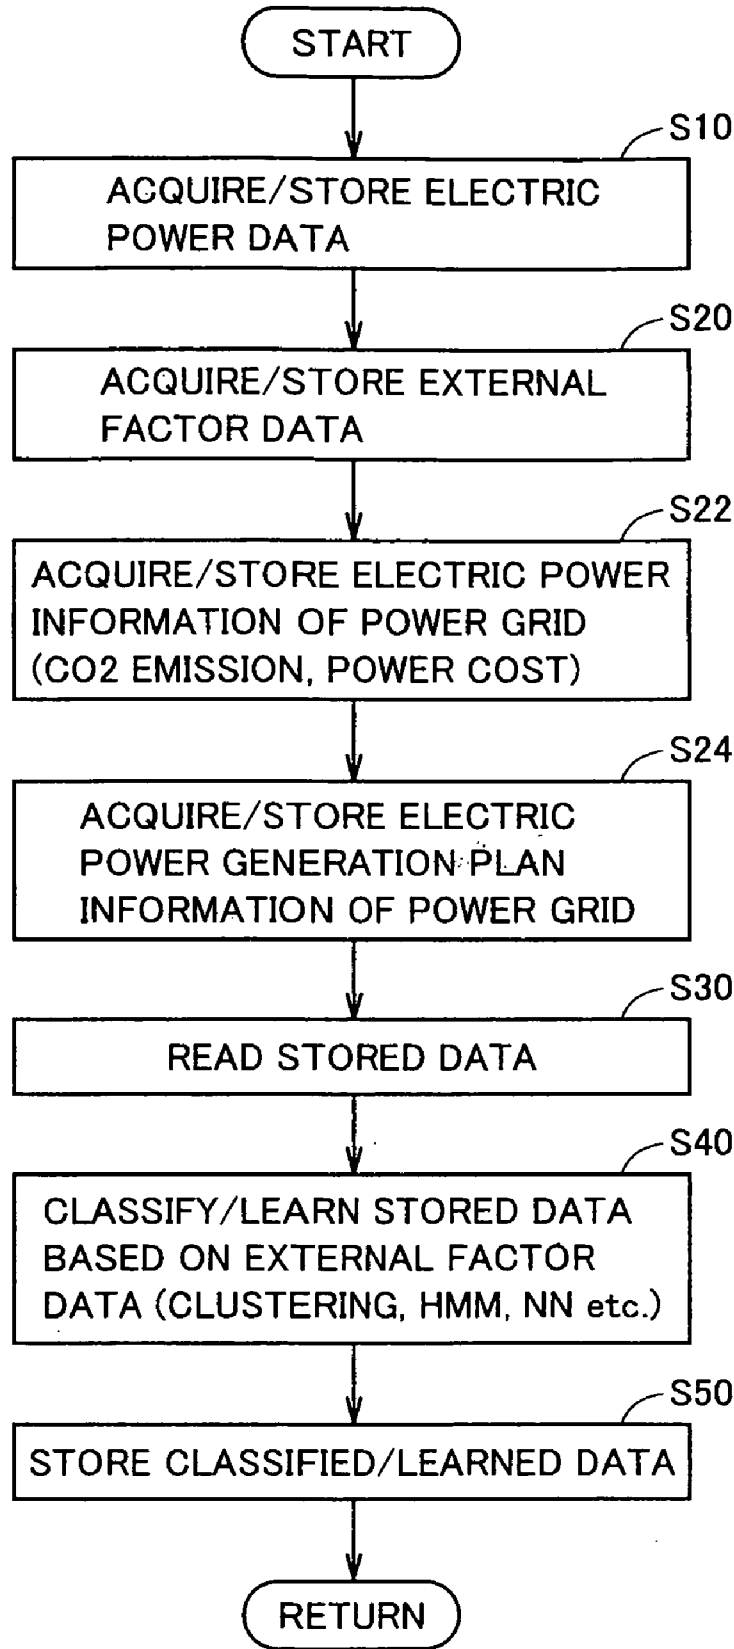 START
S10
ACQUIRE/STORE ELECTRIC
POWER DATA
S20
ACQUIRE/STORE EXTERNAL
FACTOR DATA
S22
ACQUIRE/STORE ELECTRIC POWER
INFORMATION OF POWER GRID
(CO2 EMISSION, POWER COST)
S24
ACQUIRE/STORE ELECTRIC
POWER GENERATION PLAN
INFORMATION OF POWER GRID
S30
READ STORED DATA
S40
CLASSIFY/LEARN STORED DATA
BASED ON EXTERNAL FACTOR
DATA (CLUSTERING, HMM, NN etc.)
S50
STORE CLASSIFIED/LEARNED DATA
RETURN